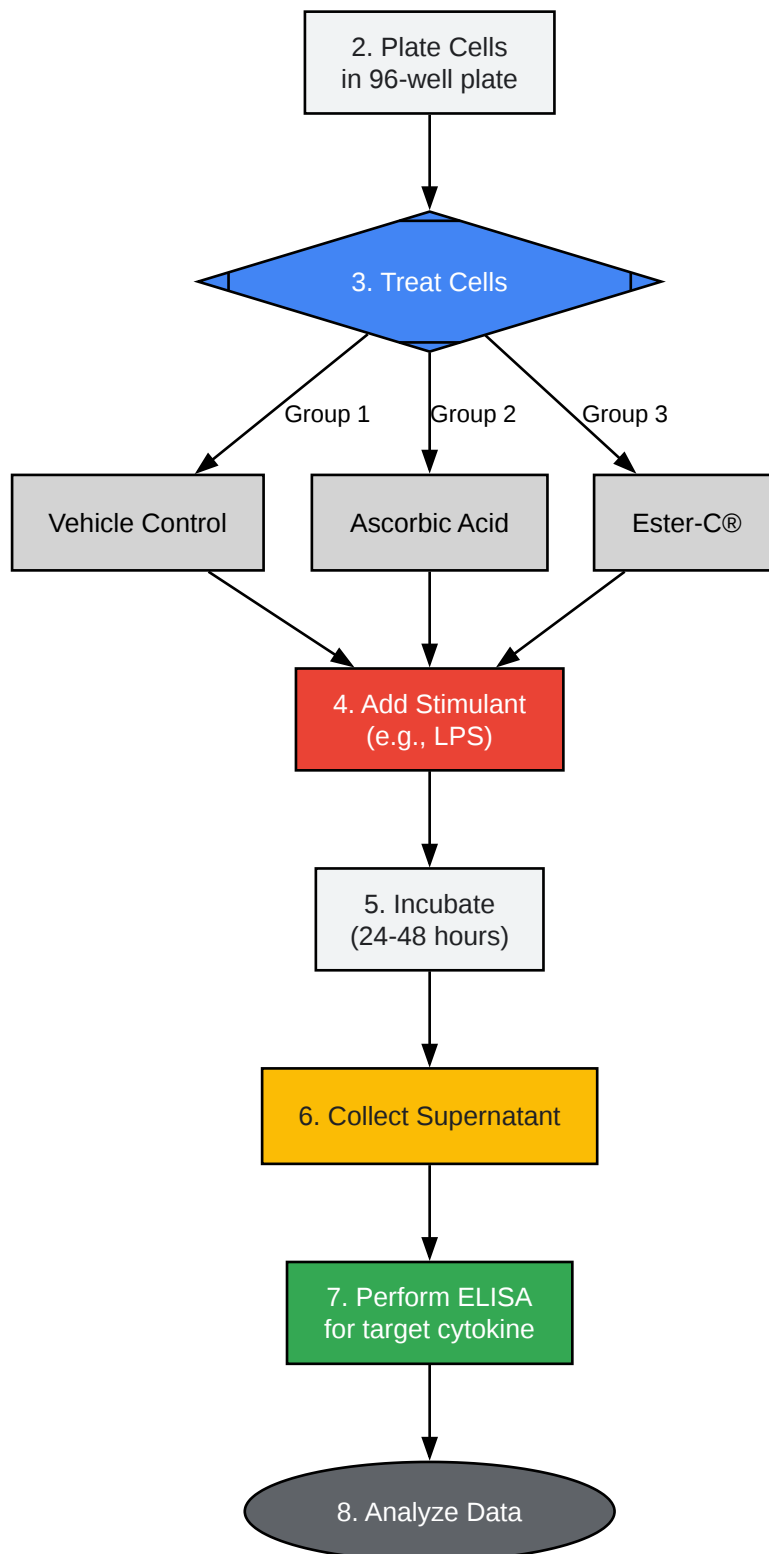 2. Plate Cells
in 96-well plate
3. Treat Cells
Group 1
Group 2
Group 3
Vehicle Control
Ascorbic Acid
Ester-C®
4. Add Stimulant
(e.g., LPS)
5. Incubate
(24-48 hours)
6. Collect Supernatant
7. Perform ELISA
for target cytokine
8. Analyze Data